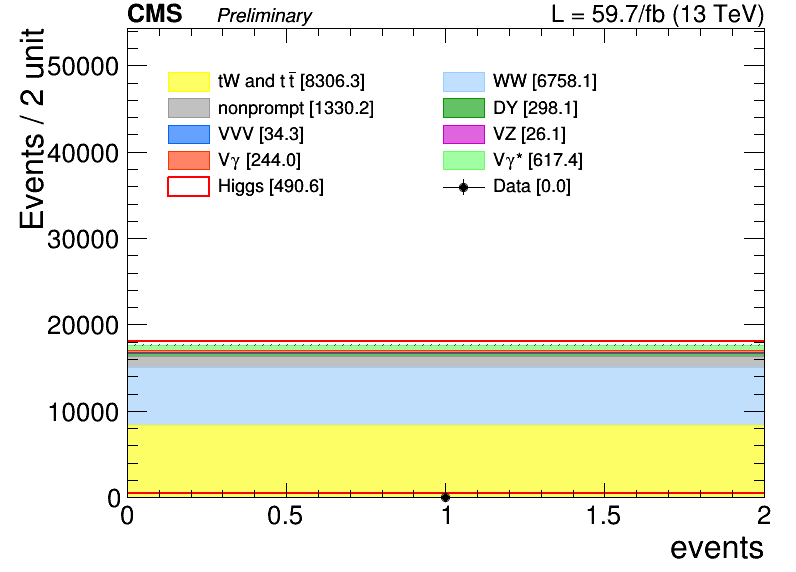 CMS Preliminary L = 59.7/fb (13 TeV)
Events / 2 unit
50000
40000
30000
20000
10000
0
tW and tt̅ [8306.3] WW [6758.1]
nonprompt [1330.2] DY [298.1]
VVV [34.3] VZ [26.1]
Vγ [244.0] Vγ* [617.4]
Higgs [490.6] Data [0.0]
0 0.5 1 1.5 2
events